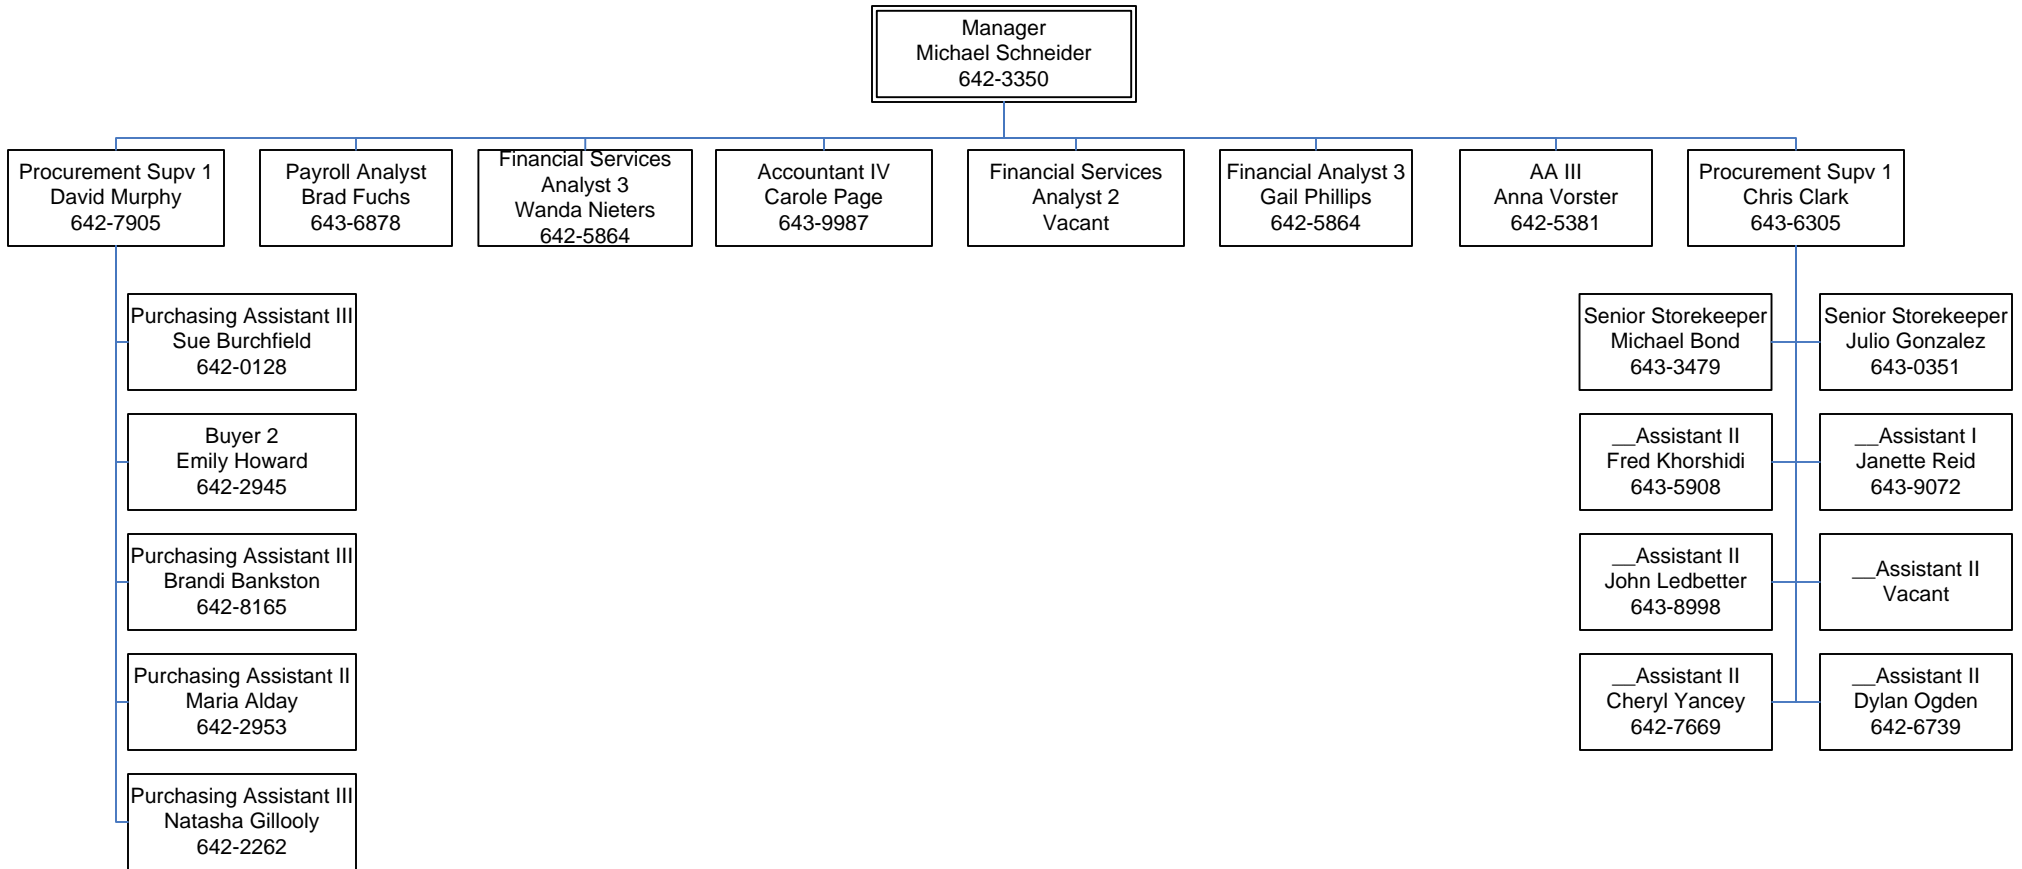 Manager
Michael Schneider
642-3350
Procurement Supv 1
David Murphy
642-7905
Payroll Analyst
Brad Fuchs
643-6878
Financial Services
Analyst 3
Wanda Nieters
642-5864
Accountant IV
Carole Page
643-9987
Financial Services
Analyst 2
Vacant
Financial Analyst 3
Gail Phillips
642-5864
AA III
Anna Vorster
642-5381
Procurement Supv 1
Chris Clark
643-6305
Purchasing Assistant III
Sue Burchfield
642-0128
Buyer 2
Emily Howard
642-2945
Purchasing Assistant III
Brandi Bankston
642-8165
Purchasing Assistant II
Maria Alday
642-2953
Purchasing Assistant III
Natasha Gillooly
642-2262
Senior Storekeeper
Michael Bond
643-3479
Senior Storekeeper
Julio Gonzalez
643-0351
__Assistant II
Fred Khorshidi
643-5908
__Assistant I
Janette Reid
643-9072
__Assistant II
John Ledbetter
643-8998
__Assistant II
Vacant
__Assistant II
Cheryl Yancey
642-7669
__Assistant II
Dylan Ogden
642-6739